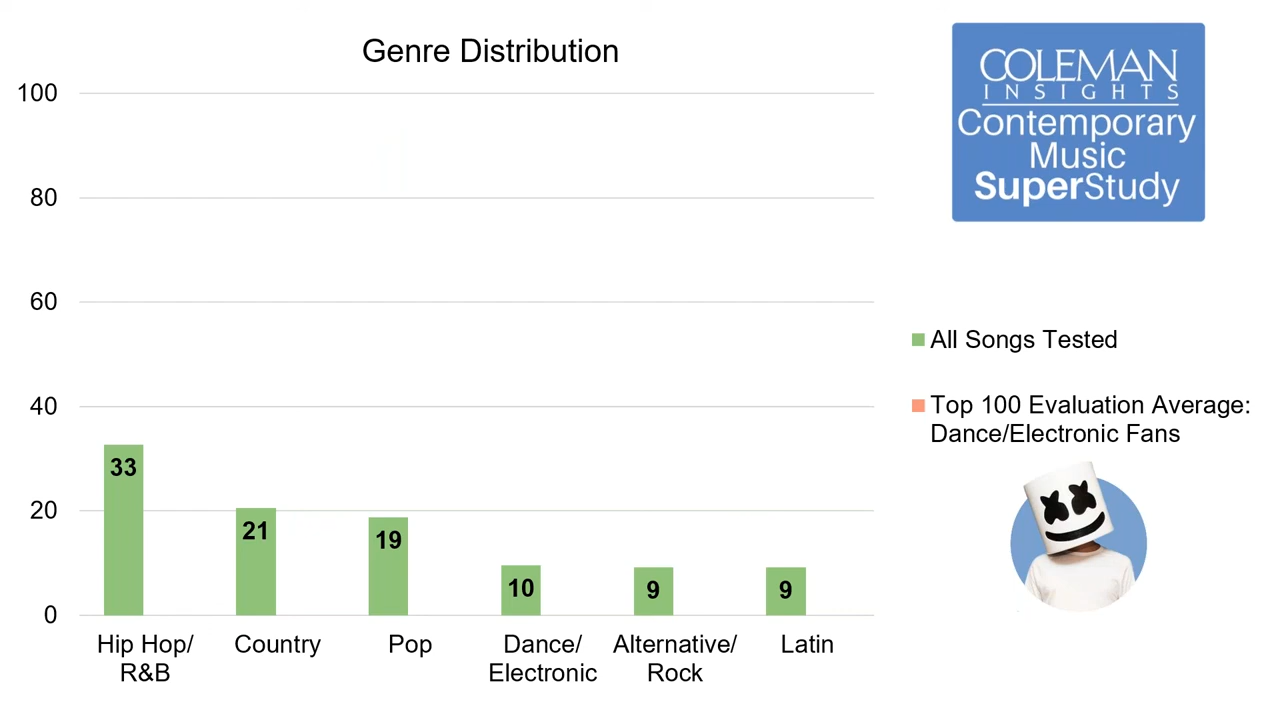 Genre Distribution
COLEMAN
INSIGHTS
Contemporary
Music
SuperStudy
100
80
60
40
20
0
33
21
19
10
9
9
Hip Hop/
R&B
Country
Pop
Dance/
Electronic
Alternative/
Rock
Latin
All Songs Tested
Top 100 Evaluation Average:
Dance/Electronic Fans